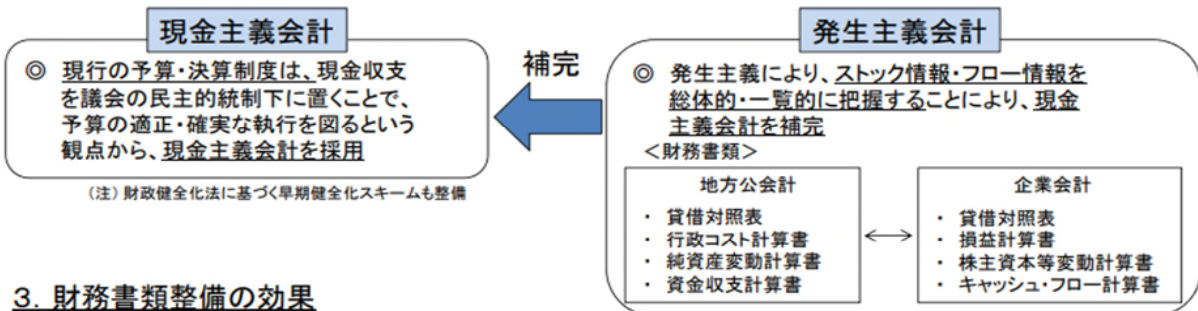 現金主義会計
◎ 現行の予算・決算制度は、現金収支
を議会の民主的統制下に置くことで、
予算の適正・確実な執行を図るという
観点から、現金主義会計を採用
（注）財政健全化法に基づく早期健全化スキームも整備
補完
発生主義会計
◎ 発生主義により、ストック情報・フロー情報を
総体的・一覧的に把握することにより、現金
主義会計を補完
＜財務書類＞
地方公会計
・ 貸借対照表
・ 行政コスト計算書
・ 純資産変動計算書
・ 資金収支計算書
企業会計
・ 貸借対照表
・ 損益計算書
・ 株主資本等変動計算書
・ キャッシュ・フロー計算書
３．財務書類整備の効果